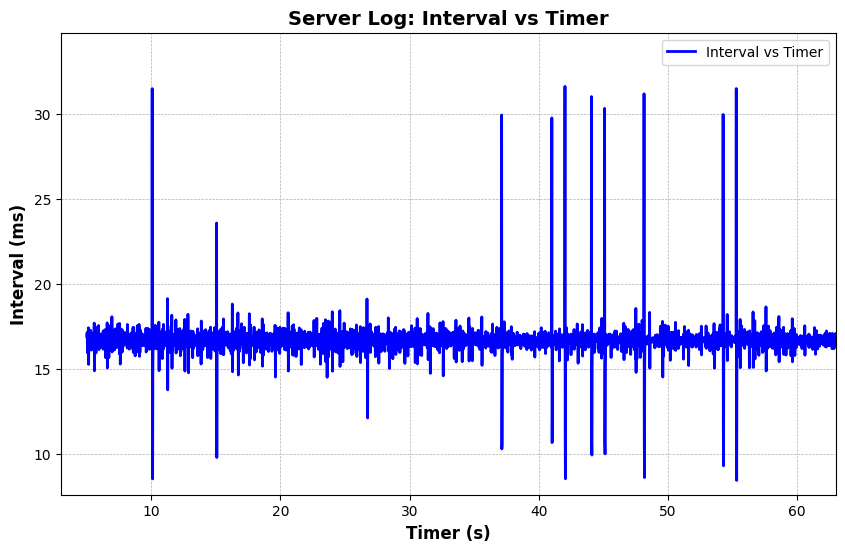 Server Log: Interval vs Timer
Interval vs Timer
30
25
20
15
10
Interval (ms)
10 20 30 40 50 60
Timer (s)